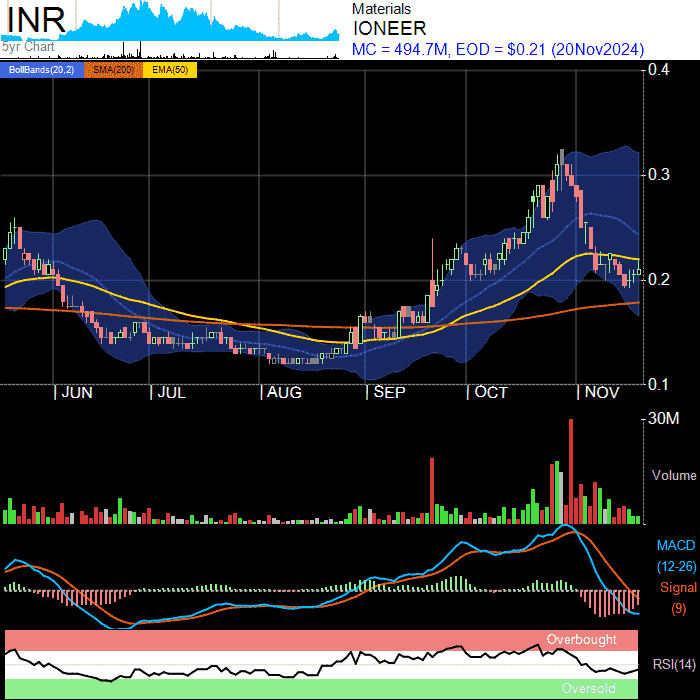 INR
Materials
IONEER
5yr Chart
MC = 494.7M, EOD = $0.21 (20Nov2024)
BollBands(20,2) SMA(200) EMA(50)
0.4
0.3
0.2
0.1
JUN JUL AUG SEP OCT NOV
30M
Volume
MACD
(12-26)
Signal
(9)
Overbought
RSI(14)
Oversold